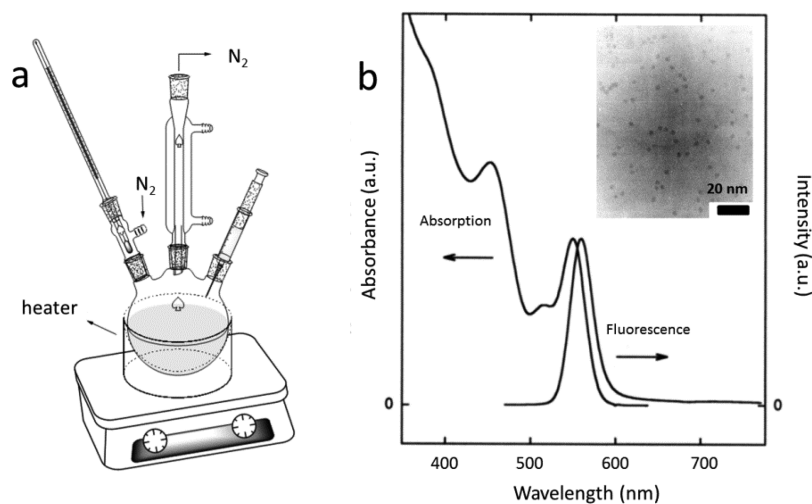 a
N2
N2
heater
b
Absorbance (a.u.)
Absorption
Fluorescence
20 nm
Intensity (a.u.)
0
0
400 500 600 700
Wavelength (nm)